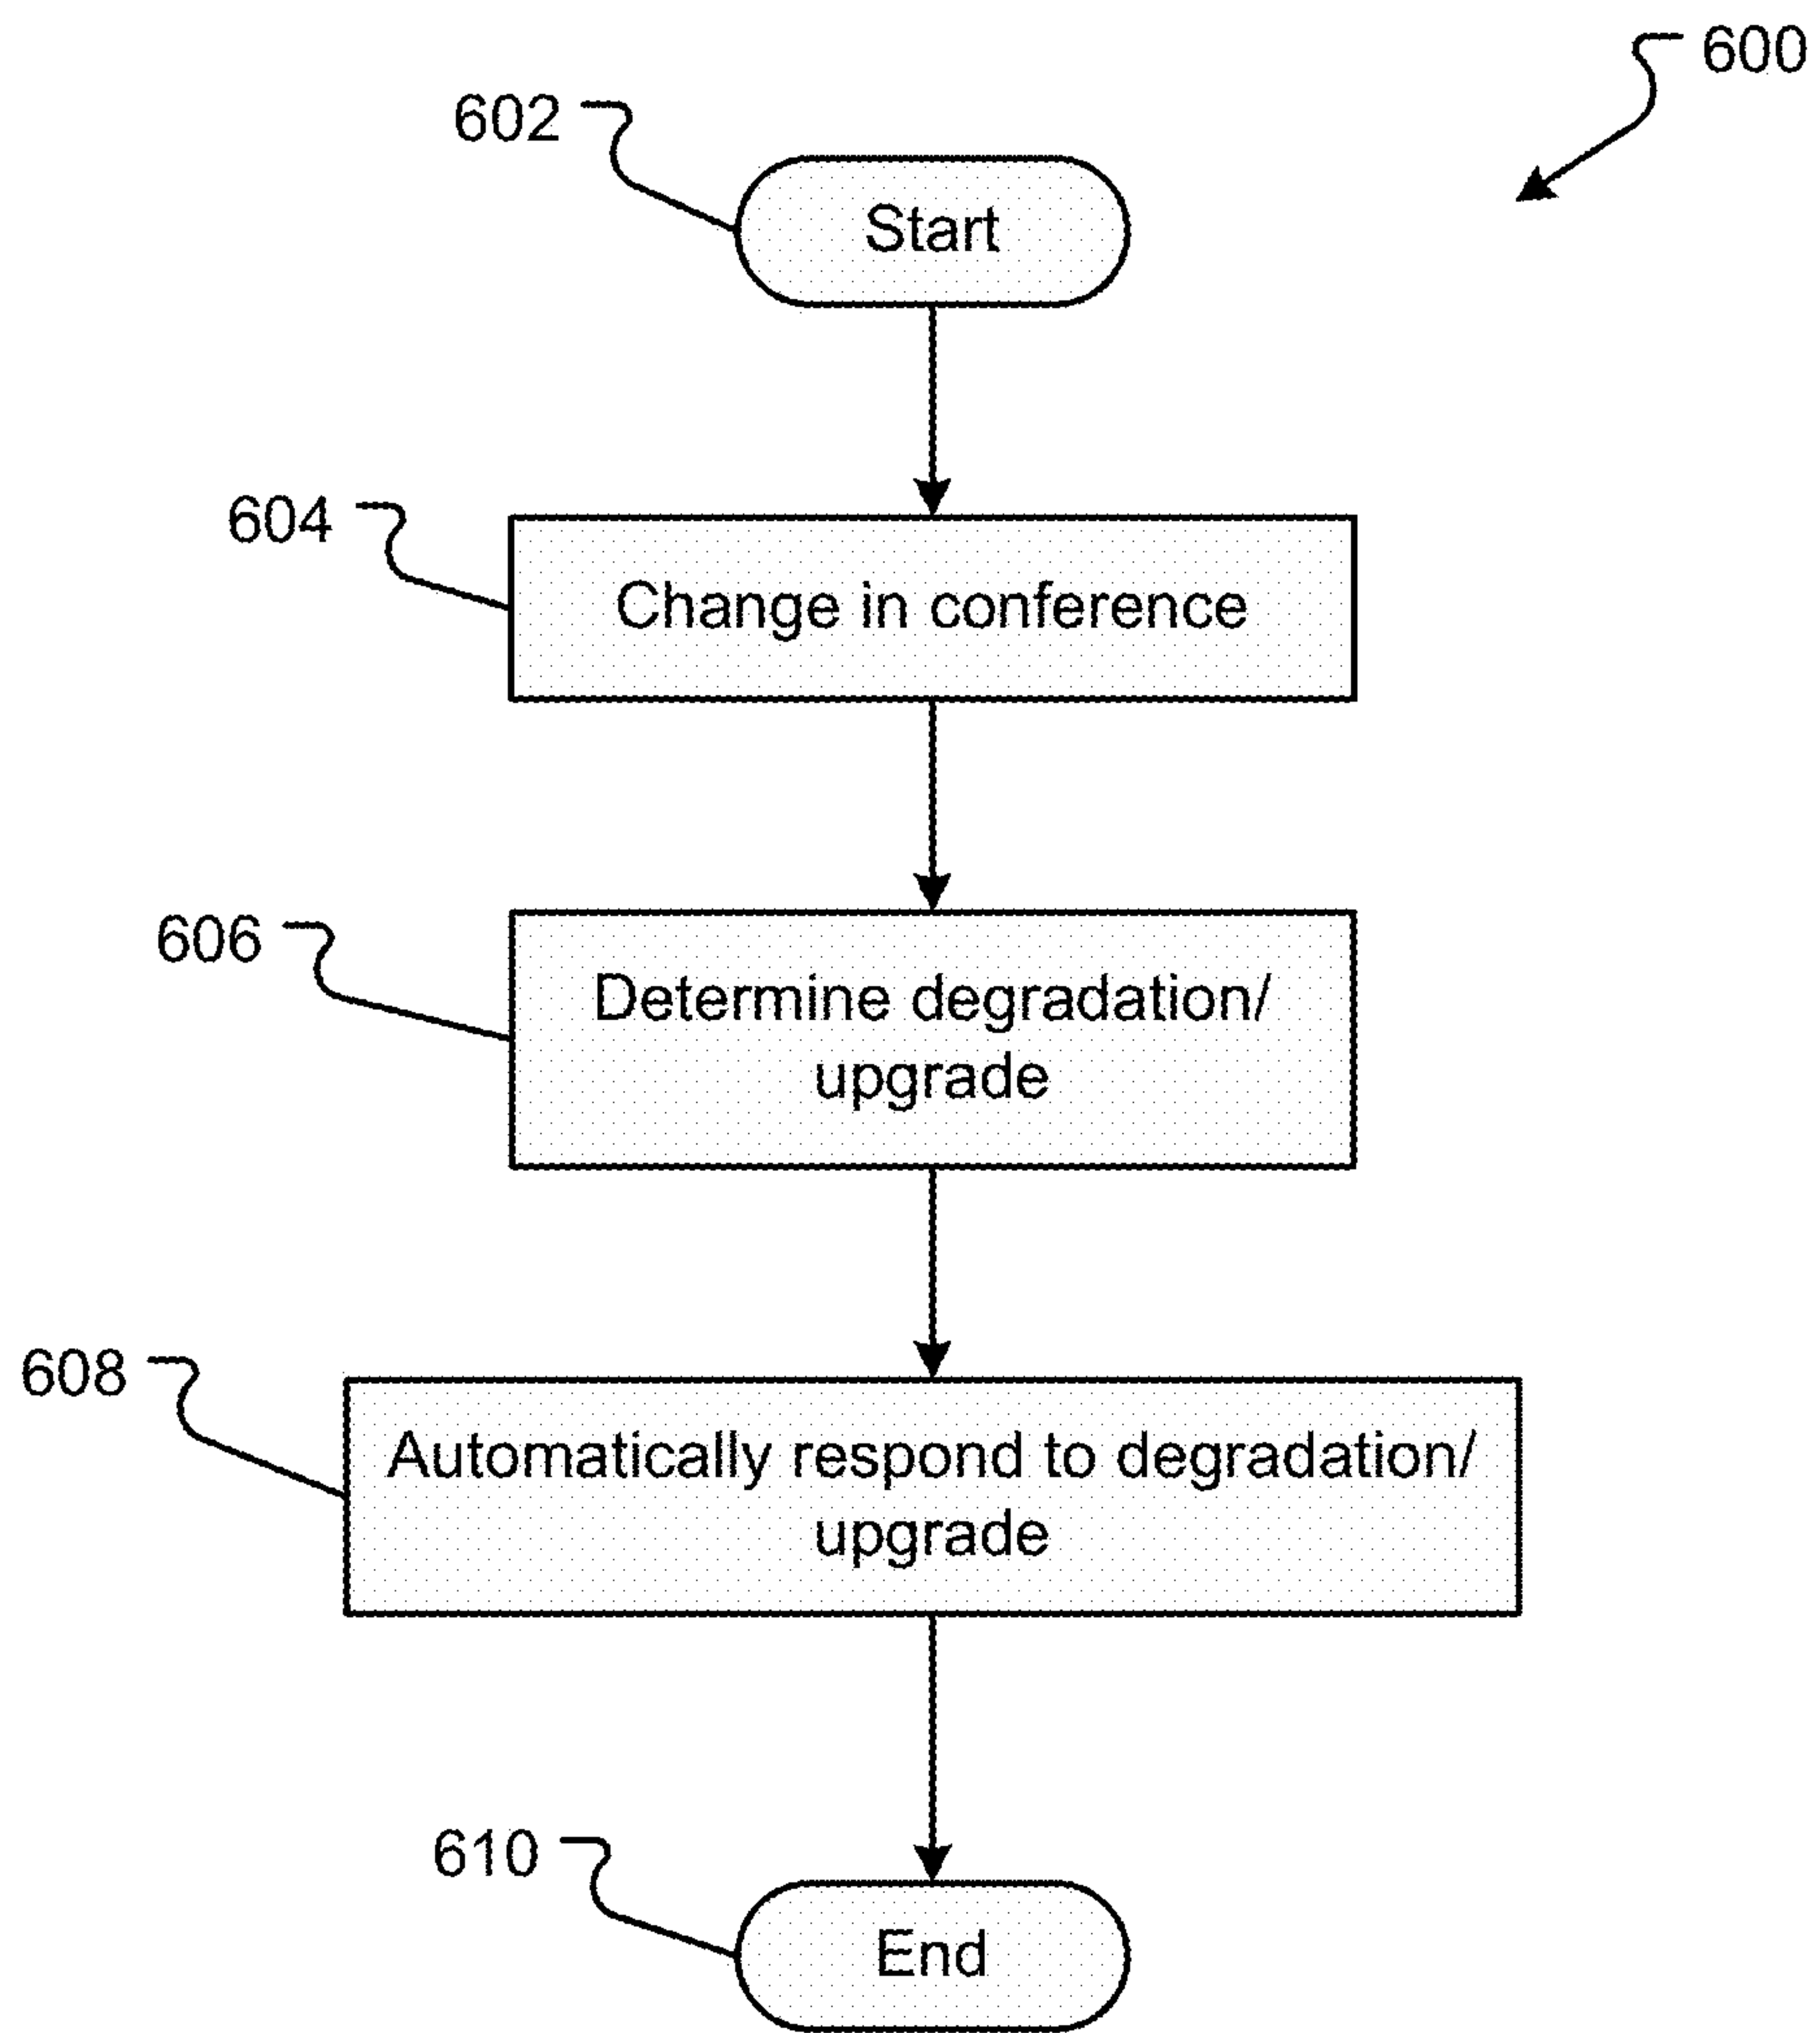 600
602
Start
604
Change in conference
606
Determine degradation/
upgrade
608
Automatically respond to degradation/
upgrade
610
End